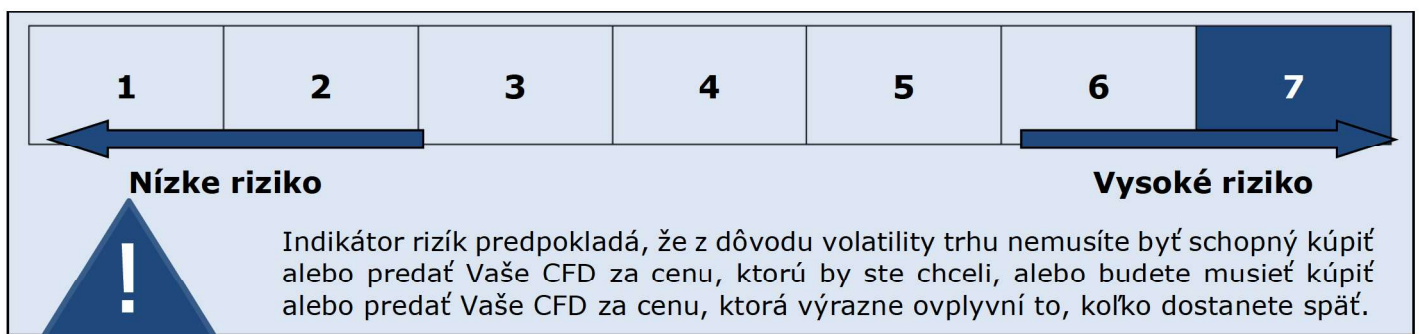 1 2 3 4 5 6 7
Nízke riziko Vysoké riziko
!
Indikátor rizík predpokladá, že z dôvodu volatility trhu nemusíte byť schopný kúpiť
alebo predať Vaše CFD za cenu, ktorú by ste chceli, alebo budete musieť kúpiť
alebo predať Vaše CFD za cenu, ktorá výrazne ovplyvní to, koľko dostanete späť.